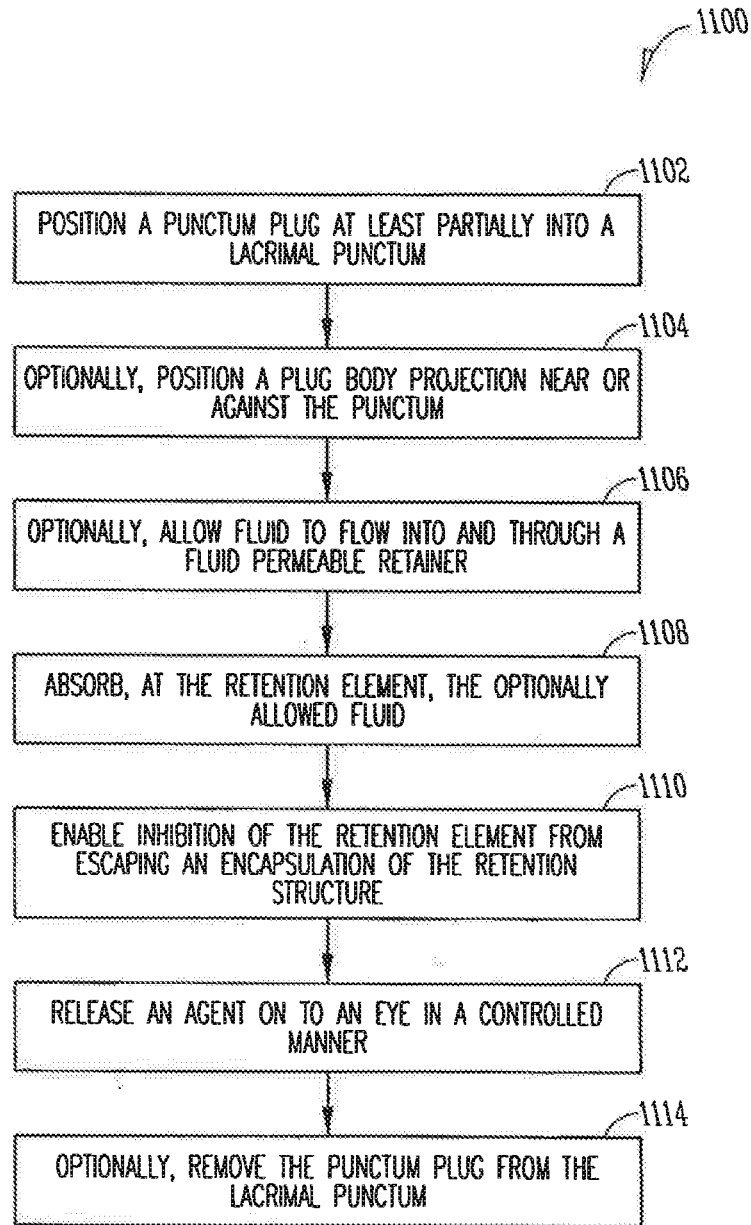 1100
1102
POSITION A PUNCTUM PLUG AT LEAST PARTIALLY INTO A
LACRIMAL PUNCTUM
1104
OPTIONALLY, POSITION A PLUG BODY PROJECTION NEAR OR
AGAINST THE PUNCTUM
1106
OPTIONALLY, ALLOW FLUID TO FLOW INTO AND THROUGH A
FLUID PERMEABLE RETAINER
1108
ABSORB, AT THE RETENTION ELEMENT, THE OPTIONALLY
ALLOWED FLUID
1110
ENABLE INHIBITION OF THE RETENTION ELEMENT FROM
ESCAPING AN ENCAPSULATION OF THE RETENTION
STRUCTURE
1112
RELEASE AN AGENT ON TO AN EYE IN A CONTROLLED
MANNER
1114
OPTIONALLY, REMOVE THE PUNCTUM PLUG FROM THE
LACRIMAL PUNCTUM